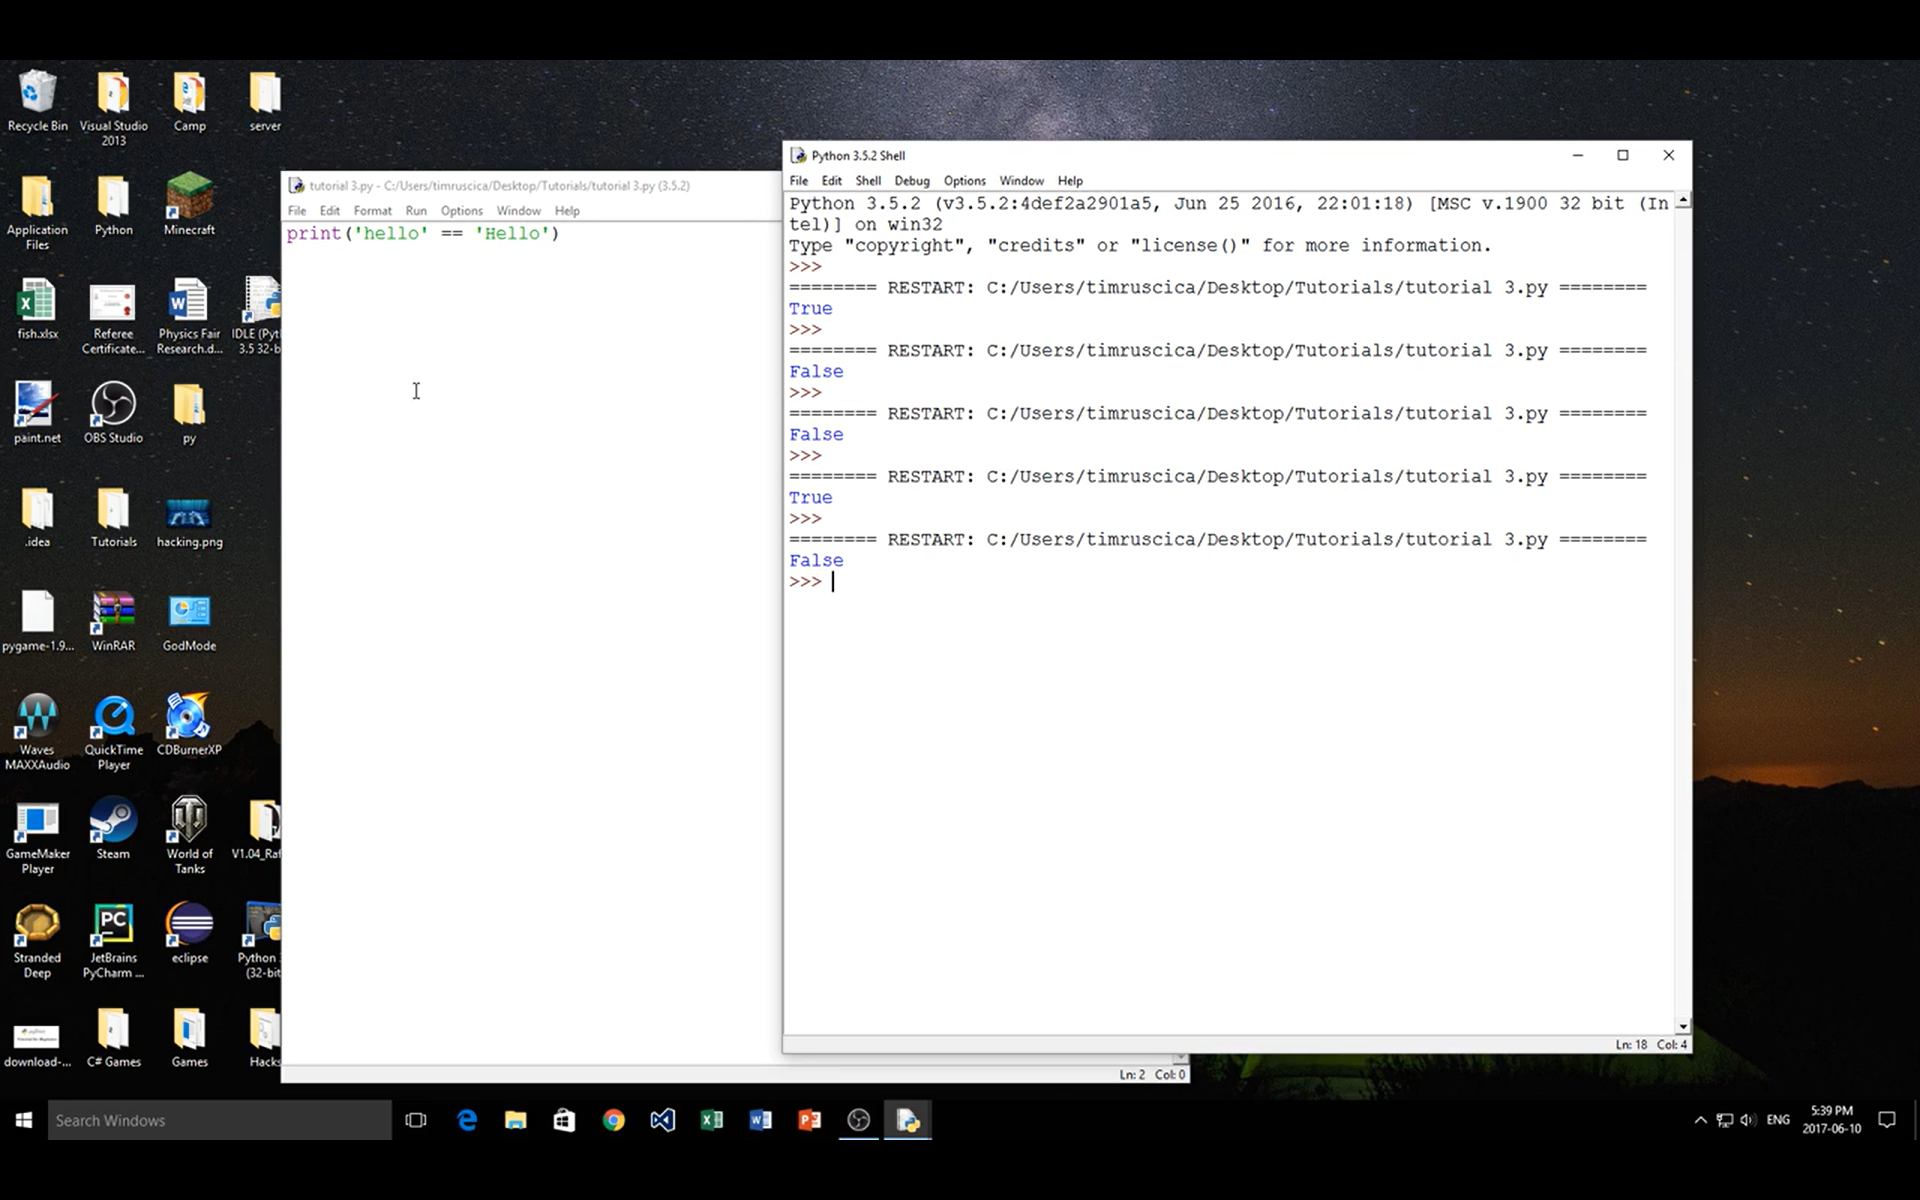 Recycle Bin
Visual Studio
2013
Camp
server
Application
Files
Python
Minecraft
fish.xlsx
Referee
Certificate...
Physics Fair
Research.d...
IDLE (Pyt
3.5 32-b
paint.net
OBS Studio
py
.idea
Tutorials
hacking.png
pygame-1.9...
WinRAR
GodMode
Waves
MAXXAudio
QuickTime
Player
CDBurnerXP
GameMaker
Player
Steam
World of
Tanks
V1.04_Raf
Stranded
Deep
JetBrains
PyCharm ...
eclipse
Python
(32-bit
download-...
C# Games
Games
Hacks
tutorial 3.py - C:/Users/timruscica/Desktop/Tutorials/tutorial 3.py (3.5.2)
File Edit Format Run Options Window Help
print('hello' == 'Hello')
Ln: 2 Col: 0
Python 3.5.2 Shell
File Edit Shell Debug Options Window Help
Python 3.5.2 (v3.5.2:4def2a2901a5, Jun 25 2016, 22:01:18) [MSC v.1900 32 bit (In
tel)] on win32
Type "copyright", "credits" or "license()" for more information.
>>>
======== RESTART: C:/Users/timruscica/Desktop/Tutorials/tutorial 3.py ========
True
>>>
======== RESTART: C:/Users/timruscica/Desktop/Tutorials/tutorial 3.py ========
False
>>>
======== RESTART: C:/Users/timruscica/Desktop/Tutorials/tutorial 3.py ========
False
>>>
======== RESTART: C:/Users/timruscica/Desktop/Tutorials/tutorial 3.py ========
True
>>>
======== RESTART: C:/Users/timruscica/Desktop/Tutorials/tutorial 3.py ========
False
>>>
Ln: 18 Col: 4
Search Windows
ENG
5:39 PM
2017-06-10